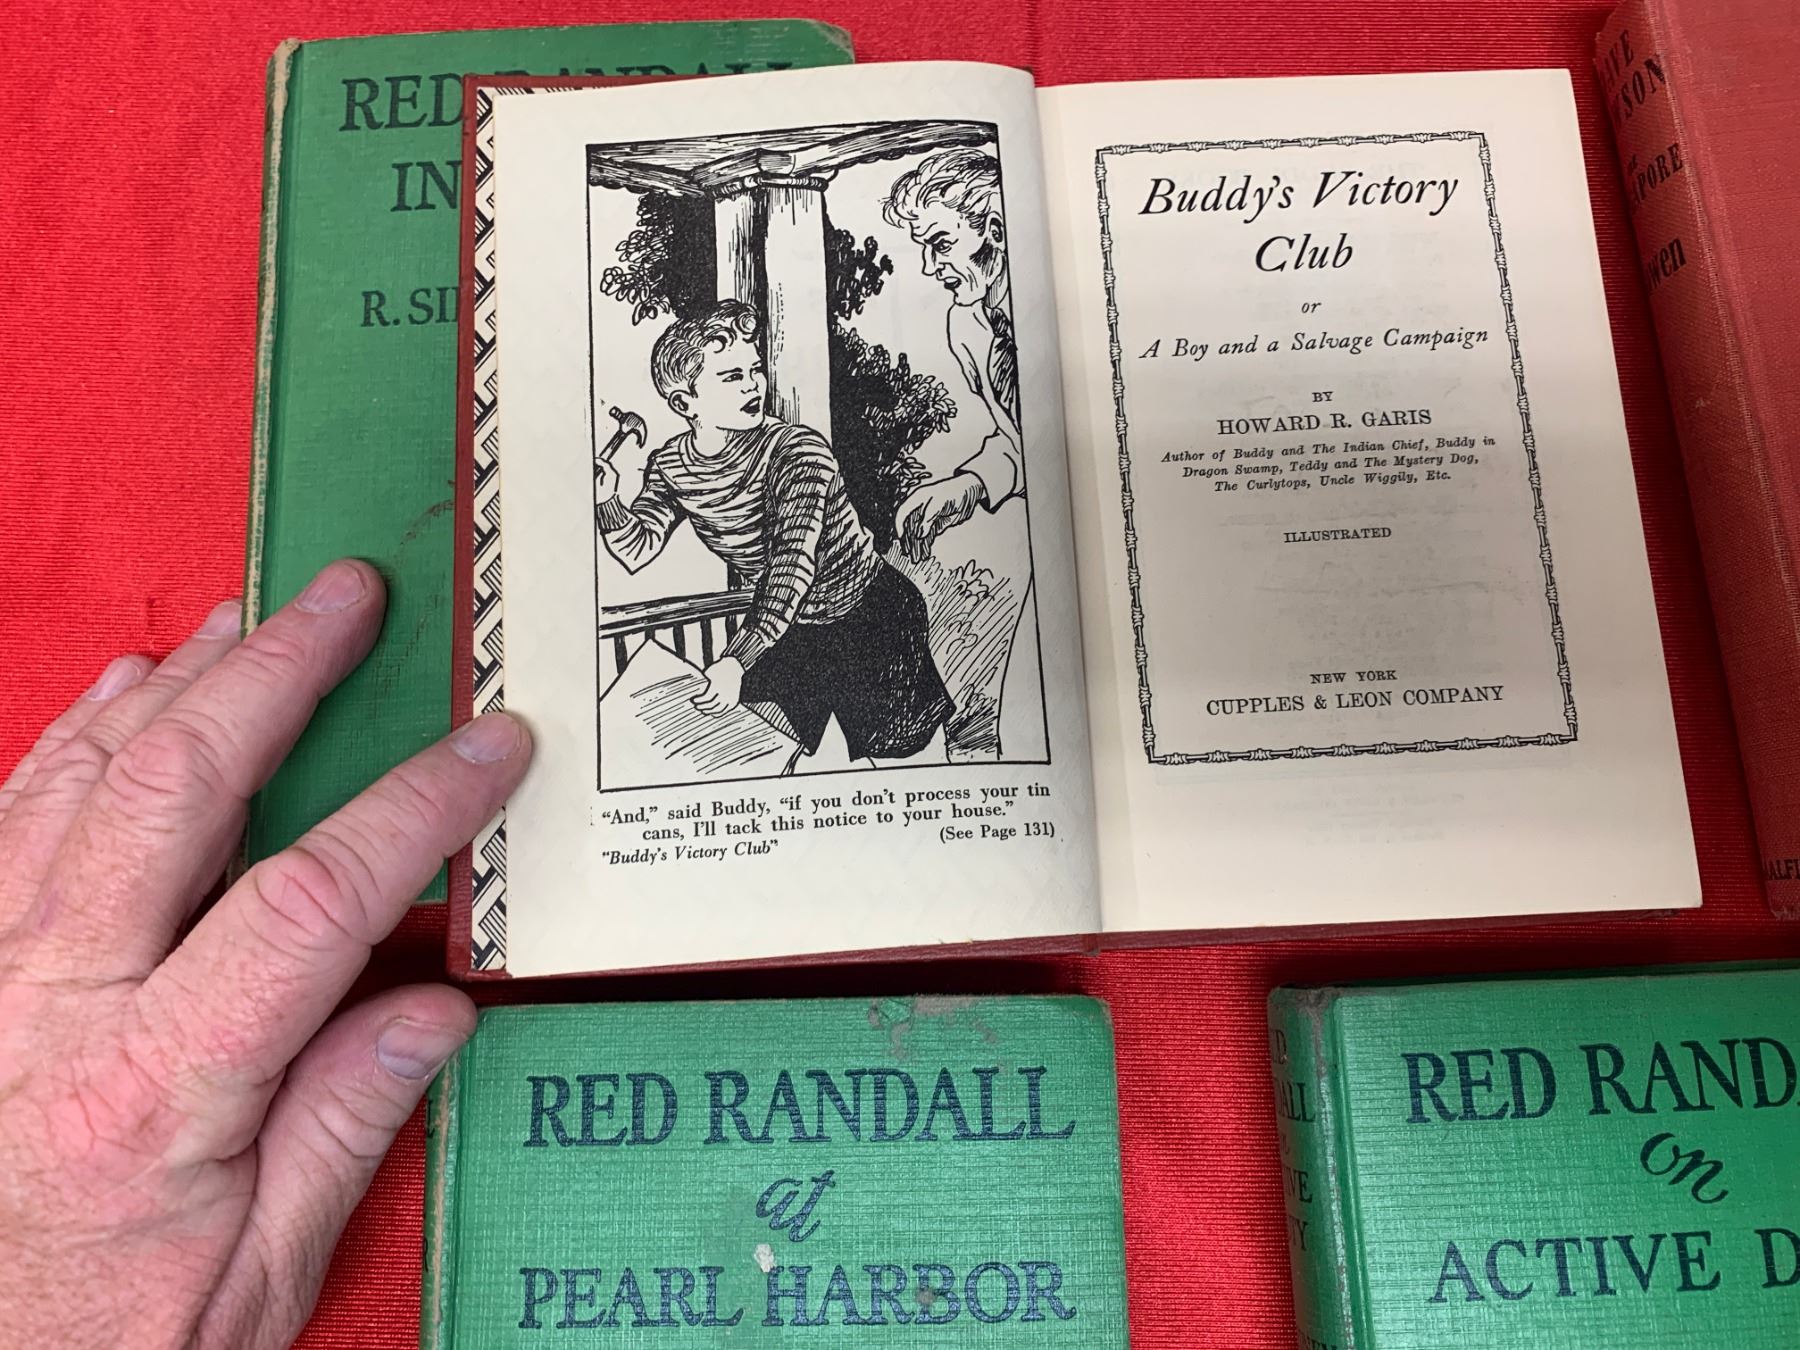 RED RANDALL
IN
R. SI
"And," said Buddy, "if you don't process your tin
cans, I'll tack this notice to your house."
(See Page 131)
"Buddy's Victory Club"
Buddy's Victory
Club
or
A Boy and a Salvage Campaign
BY
HOWARD R. GARIS
Author of Buddy and The Indian Chief, Buddy in
Dragon Swamp, Teddy and The Mystery Dog,
The Curlytops, Uncle Wiggily, Etc.
ILLUSTRATED
NEW YORK
CUPPLES & LEON COMPANY
RED RANDALL
at
PEARL HARBOR
RED RANDA
on
ACTIVE D